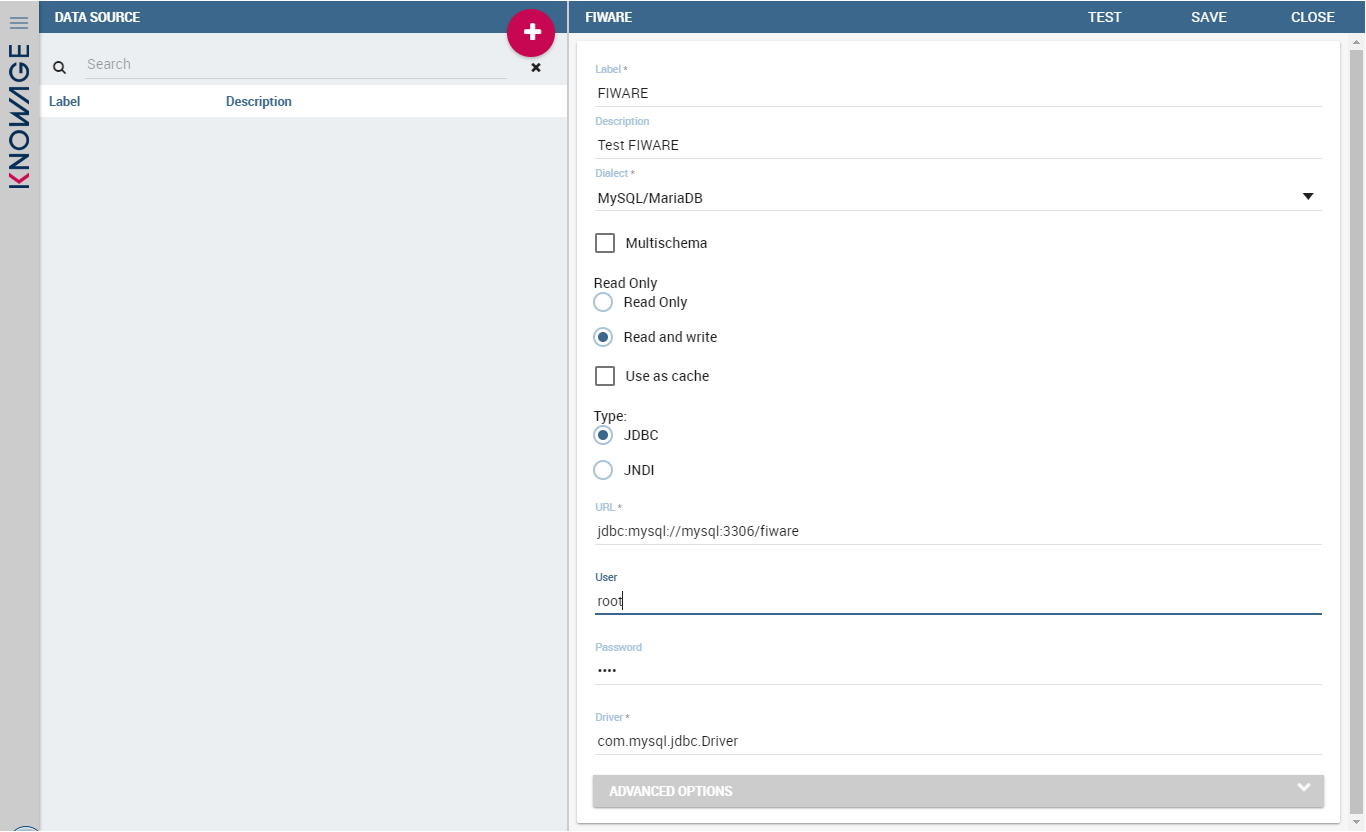 KNOWAGE
DATA SOURCE
Search
Label Description
FIWARE TEST SAVE CLOSE
Label *
FIWARE
Description
Test FIWARE
Dialect *
MySQL/MariaDB
Multischema
Read Only
Read Only
Read and write
Use as cache
Type:
JDBC
JNDI
URL *
jdbc:mysql://mysql:3306/fiware
User
root
Password
••••
Driver *
com.mysql.jdbc.Driver
ADVANCED OPTIONS